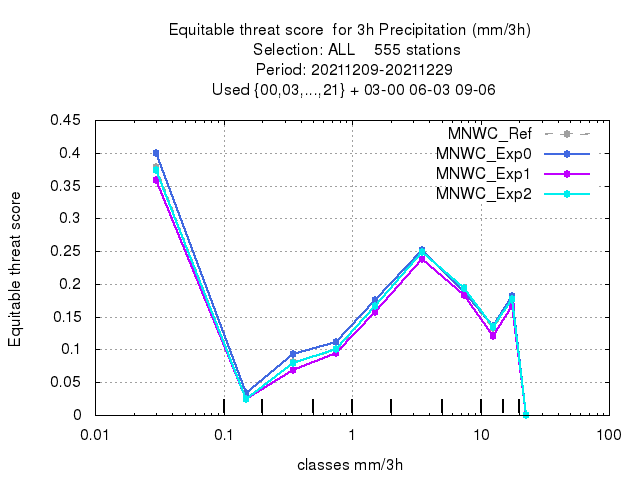 Equitable threat score  for 3h Precipitation (mm/3h)
Selection: ALL    555 stations
Period: 20211209-20211229
Used {00,03,...,21} + 03-00 06-03 09-06
MNWC_Ref
MNWC_Exp0
MNWC_Exp1
MNWC_Exp2
0.45
0.4
0.35
0.3
0.25
0.2
0.15
0.1
0.05
0
Equitable threat score
0.01 0.1 1 10 100
classes mm/3h